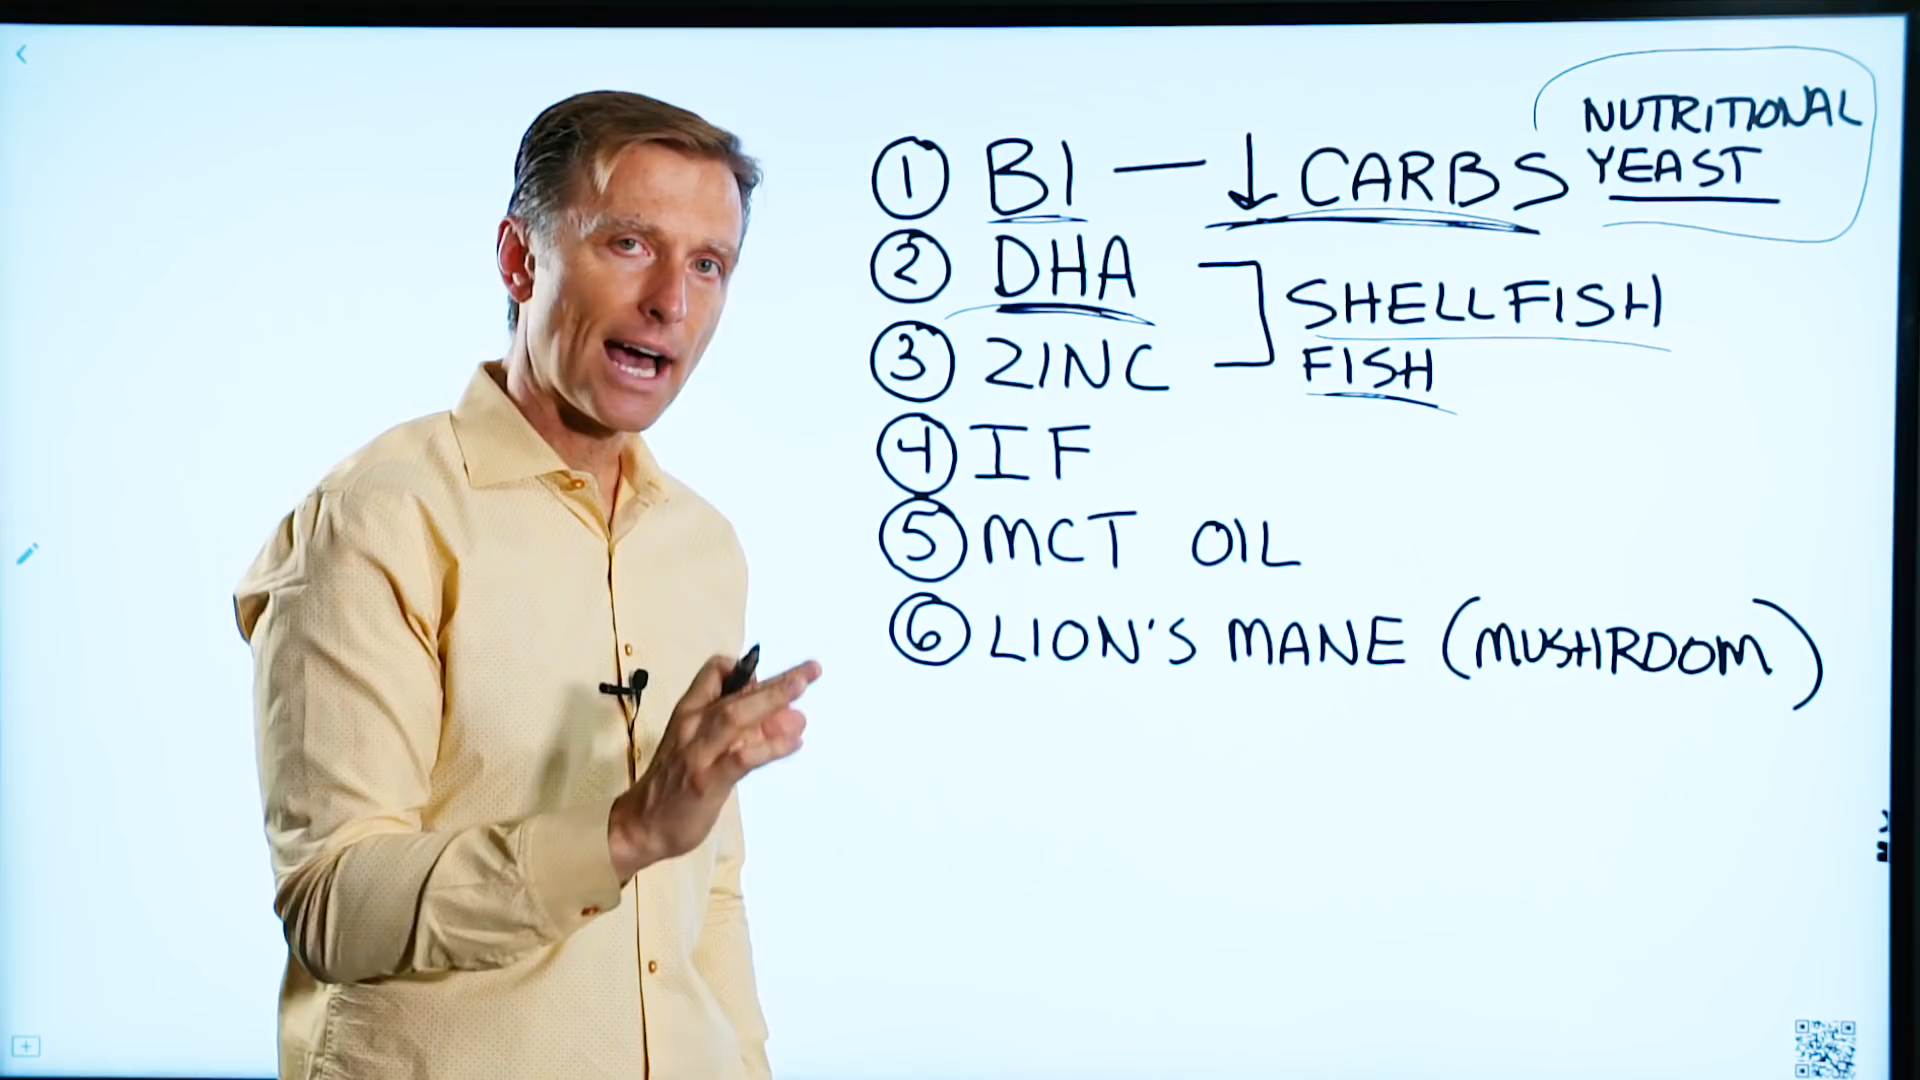 ① B1 — ↓ CARBS
NUTRITIONAL
YEAST
② DHA
③ ZINC
SHELLFISH
FISH
④ IF
⑤ MCT OIL
⑥ LION'S MANE (MUSHROOM)